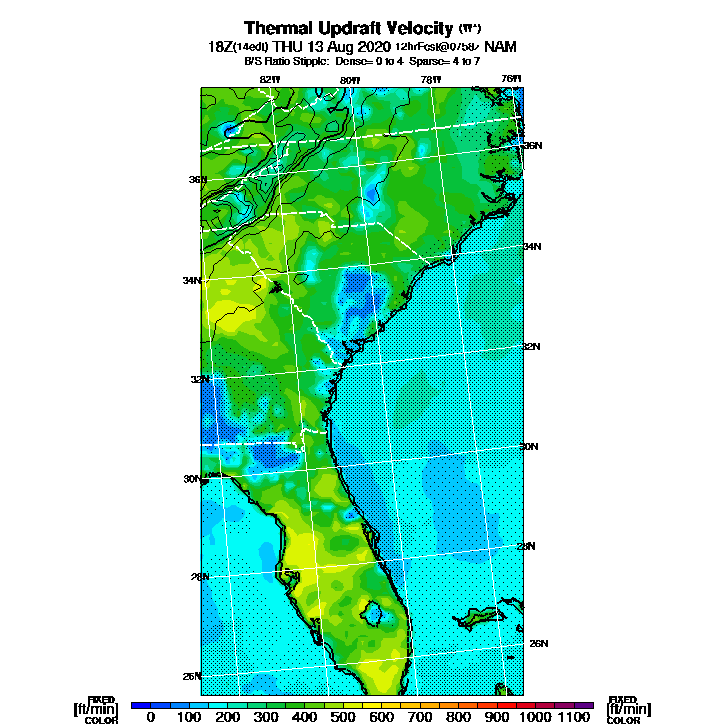 Thermal Updraft Velocity (W*)
18Z(14edt) THU 13 Aug 2020 12hrFcst@0758z NAM
B/S Ratio Stipple: Dense= 0 to 4 Sparse= 4 to 7
82W 80W 78W 76W
36N 36N
34N 34N
32N 32N
30N 30N
28N 28N
26N 26N
FIXED FIXED
[ft/min] 0 100 200 300 400 500 600 700 800 900 1000 1100 [ft/min]
COLOR COLOR